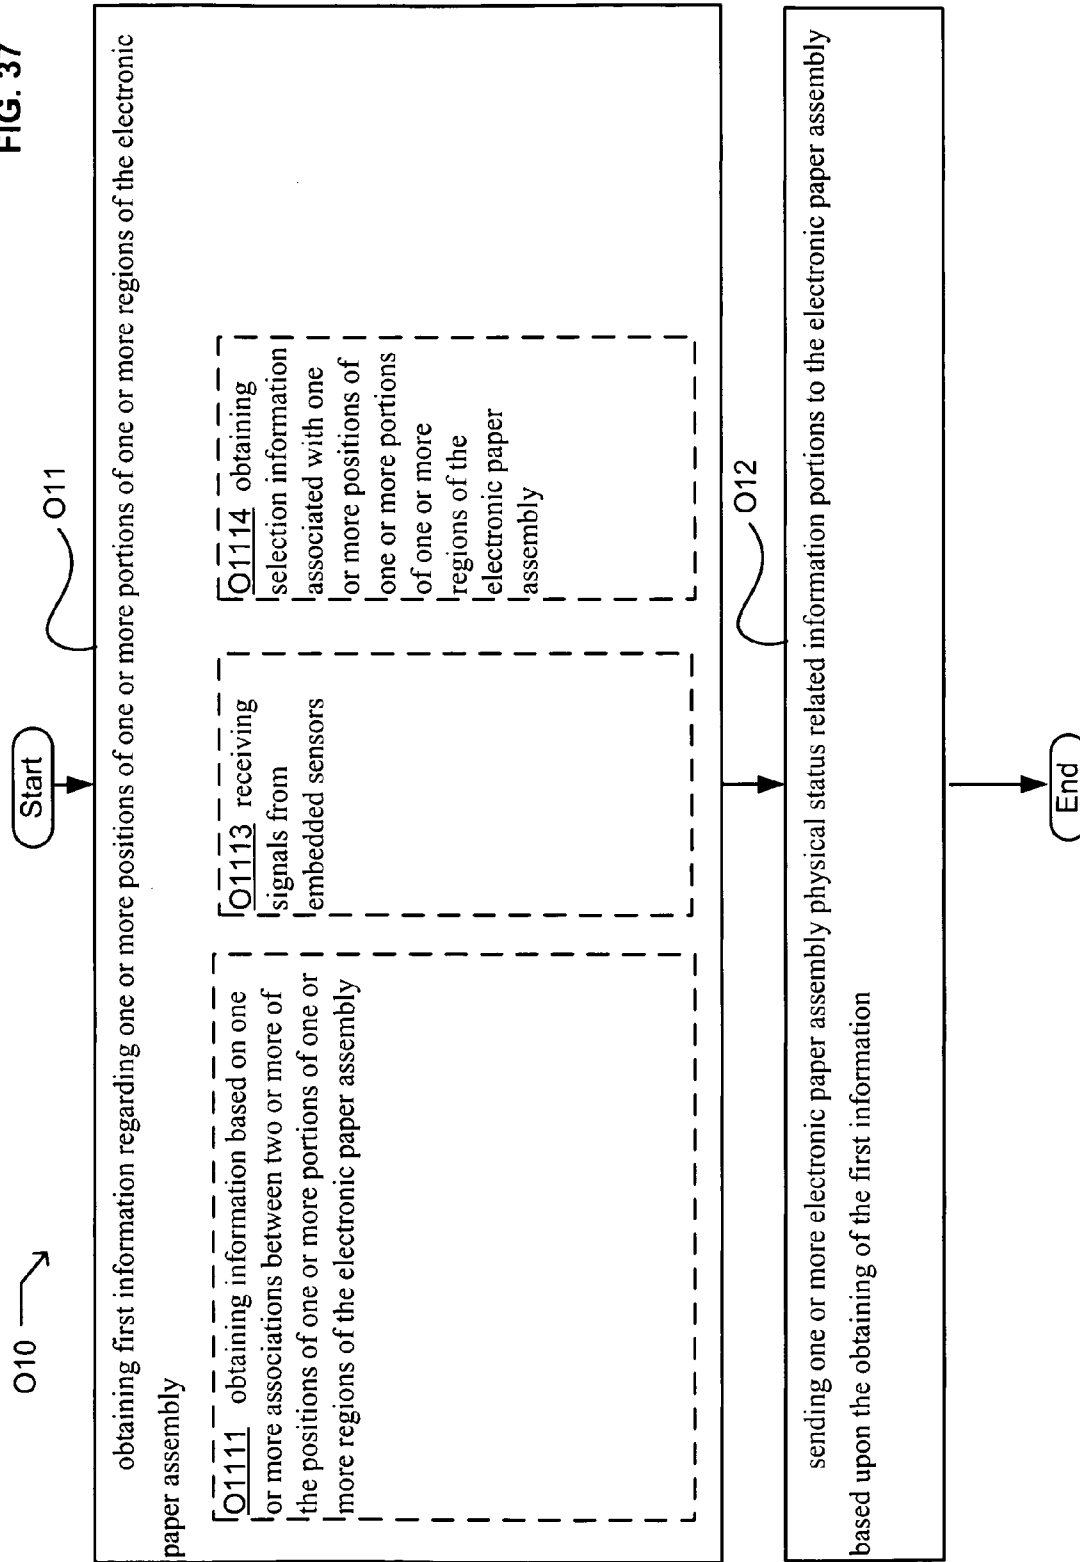 FIG. 37
O10
Start
O11
obtaining first information regarding one or more positions of one or more portions of one or more regions of the electronic
paper assembly
O1111 obtaining information based on one
or more associations between two or more of
the positions of one or more portions of one or
more regions of the electronic paper assembly
O1113 receiving
signals from
embedded sensors
O1114 obtaining
selection information
associated with one
or more positions of
one or more portions
of one or more
regions of the
electronic paper
assembly
O12
sending one or more electronic paper assembly physical status related information portions to the electronic paper assembly
based upon the obtaining of the first information
End